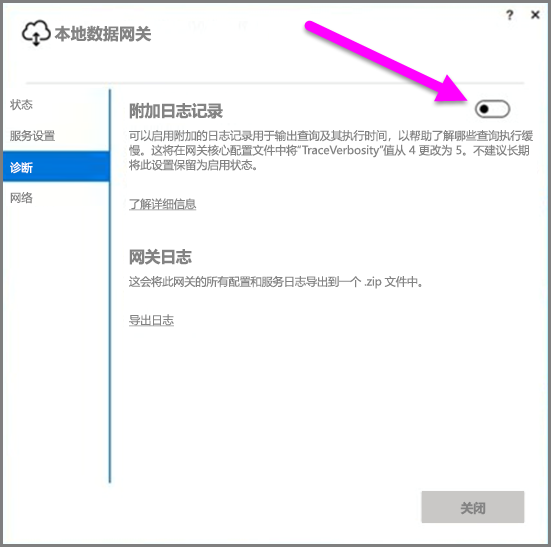 ? ×
本地数据网关
状态
服务设置
诊断
网络
附加日志记录
可以启用附加的日志记录用于输出查询及其执行时间，以帮助了解哪些查询执行缓
慢。这将在网关核心配置文件中将“TraceVerbosity”值从 4 更改为 5。不建议长期
将此设置保留为启用状态。
了解详细信息
网关日志
这会将此网关的所有配置和服务日志导出到一个 .zip 文件中。
导出日志
关闭